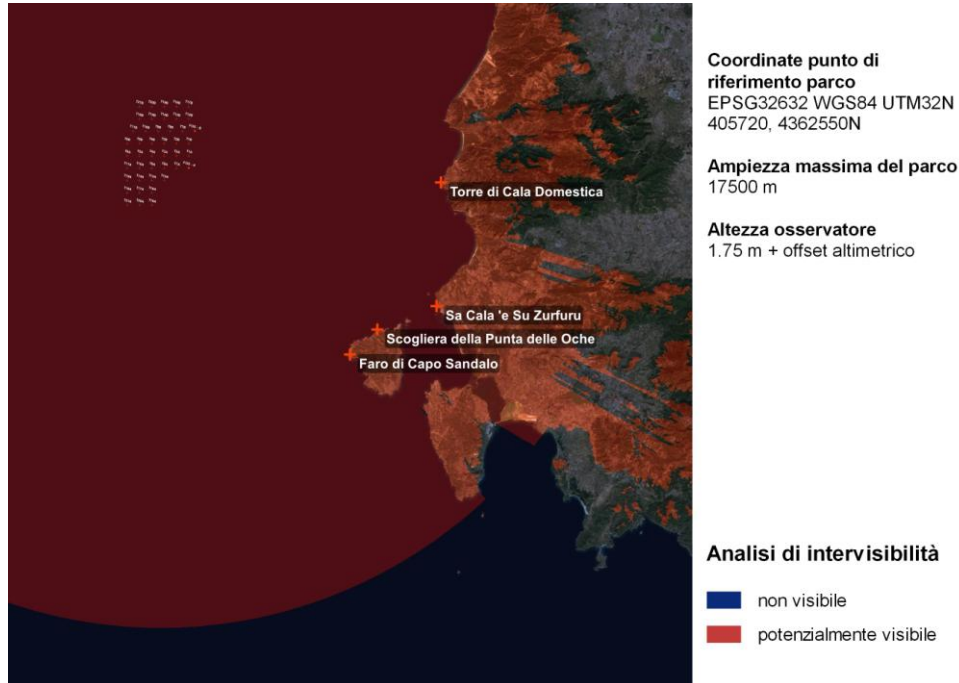 Torre di Cala Domestica
Sa Cala 'e Su Zurfuru
Scogliera della Punta delle Oche
Faro di Capo Sandalo
Coordinate punto di
riferimento parco
EPSG32632 WGS84 UTM32N
405720, 4362550N
Ampiezza massima del parco
17500 m
Altezza osservatore
1.75 m + offset altimetrico
Analisi di intervisibilità
non visibile
potenzialmente visibile